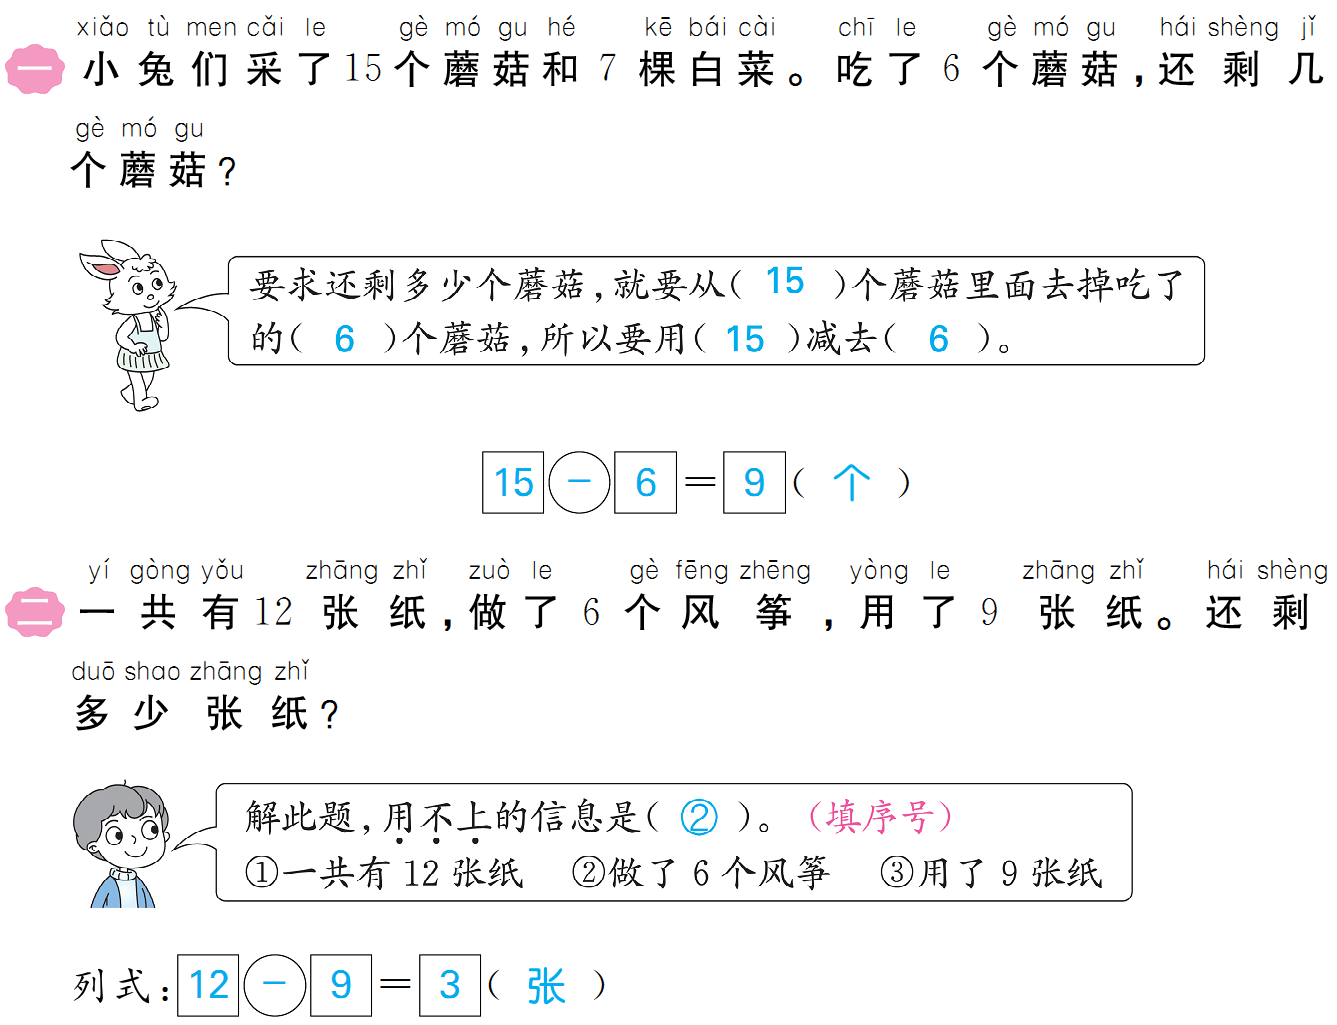 xiǎo tù men cǎi le gè mó gu hé kē bái cài chī le gè mó gu hái shèng jǐ
一 小兔们采了15个蘑菇和7棵白菜。吃了6个蘑菇,还剩几
gè mó gu
个蘑菇?
要求还剩多少个蘑菇,就要从( 15 )个蘑菇里面去掉吃了
的( 6 )个蘑菇,所以要用( 15 )减去( 6 )。
15 − 6 = 9 ( 个 )
yí gòng yǒu zhāng zhǐ zuò le gè fēng zhēng yòng le zhāng zhǐ hái shèng
二 一共有12张纸,做了6个风筝,用了9张纸。还剩
duō shao zhāng zhǐ
多少张纸?
解此题,用不上的信息是( ② )。(填序号)
①一共有12张纸 ②做了6个风筝 ③用了9张纸
列式:12 − 9 = 3 ( 张 )